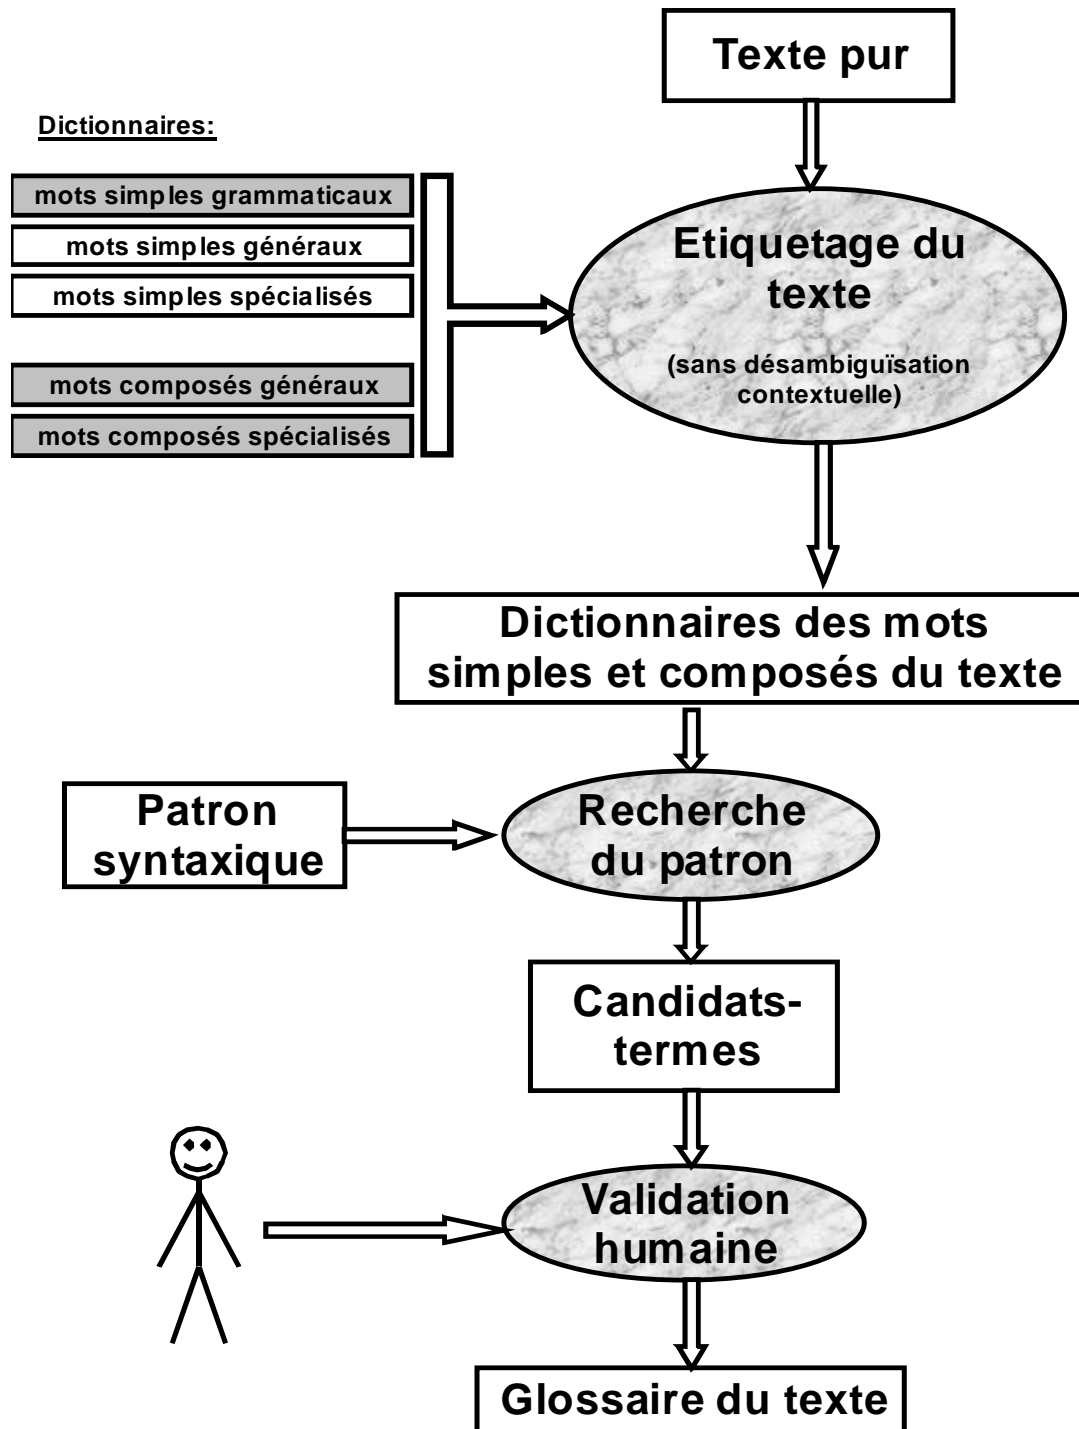 Texte pur
Dictionnaires:
mots simples grammaticaux
mots simples généraux
mots simples spécialisés
mots composés généraux
mots composés spécialisés
Etiquetage du
texte
(sans désambiguïsation
contextuelle)
Dictionnaires des mots
simples et composés du texte
Patron
syntaxique
Recherche
du patron
Candidats-
termes
Validation
humaine
Glossaire du texte